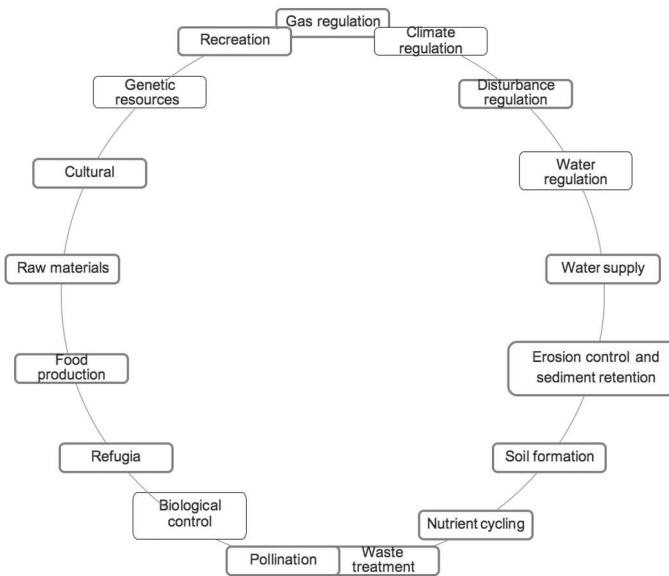 Gas regulation
Climate
regulation
Disturbance
regulation
Water
regulation
Water supply
Erosion control and
sediment retention
Soil formation
Nutrient cycling
Waste
treatment
Pollination
Biological
control
Refugia
Food
production
Raw materials
Cultural
Genetic
resources
Recreation